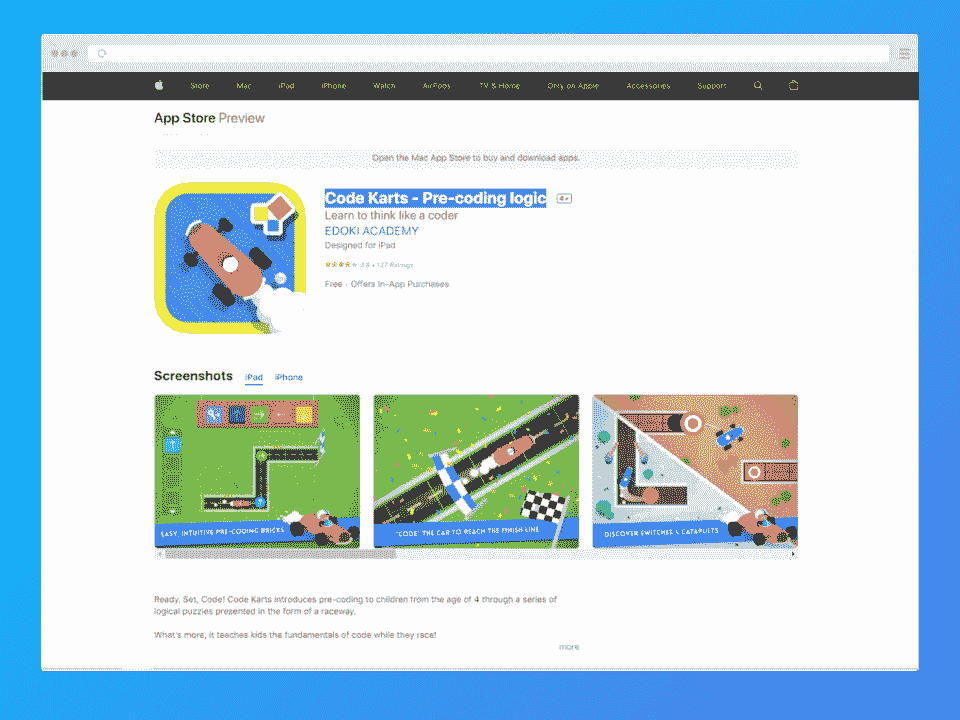 Store Mac iPad iPhone Watch AirPods TV & Home Only on Apple Accessories Support
App Store Preview
Open the Mac App Store to buy and download apps.
Code Karts - Pre-coding logic 4+
Learn to think like a coder
EDOKI ACADEMY
Designed for iPad
★★★★★ 3.8 • 127 Ratings
Free · Offers In-App Purchases
Screenshots iPad iPhone
EASY, INTUITIVE PRE-CODING BRICKS
"CODE" THE CAR TO REACH THE FINISH LINE
DISCOVER SWITCHES & CATAPULTS
Ready, Set, Code! Code Karts introduces pre-coding to children from the age of 4 through a series of
logical puzzles presented in the form of a raceway.
What's more, it teaches kids the fundamentals of code while they race!
more